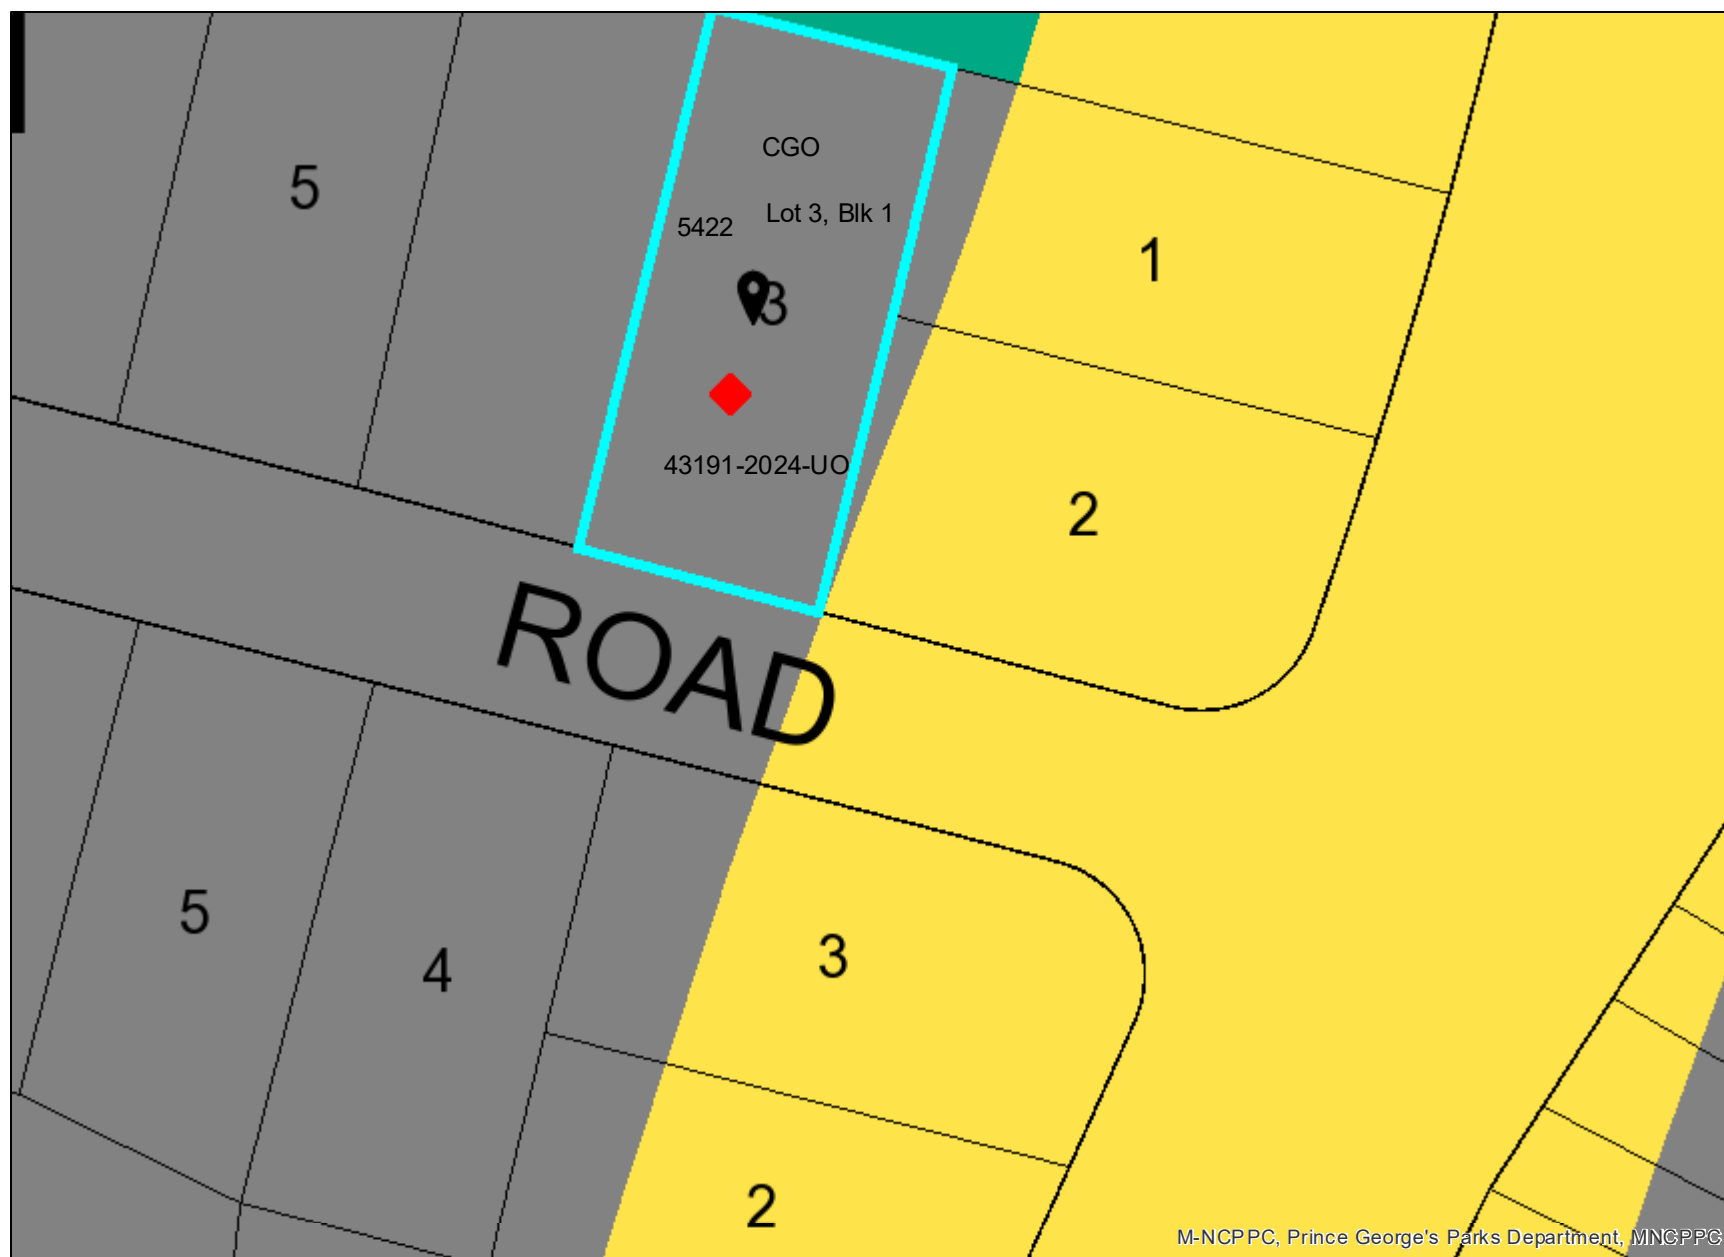 CGO
5
5422
Lot 3, Blk 1
1
3
43191-2024-UO
2
ROAD
5
4
3
2
M-NCPPC, Prince George's Parks Department, MNCPPC